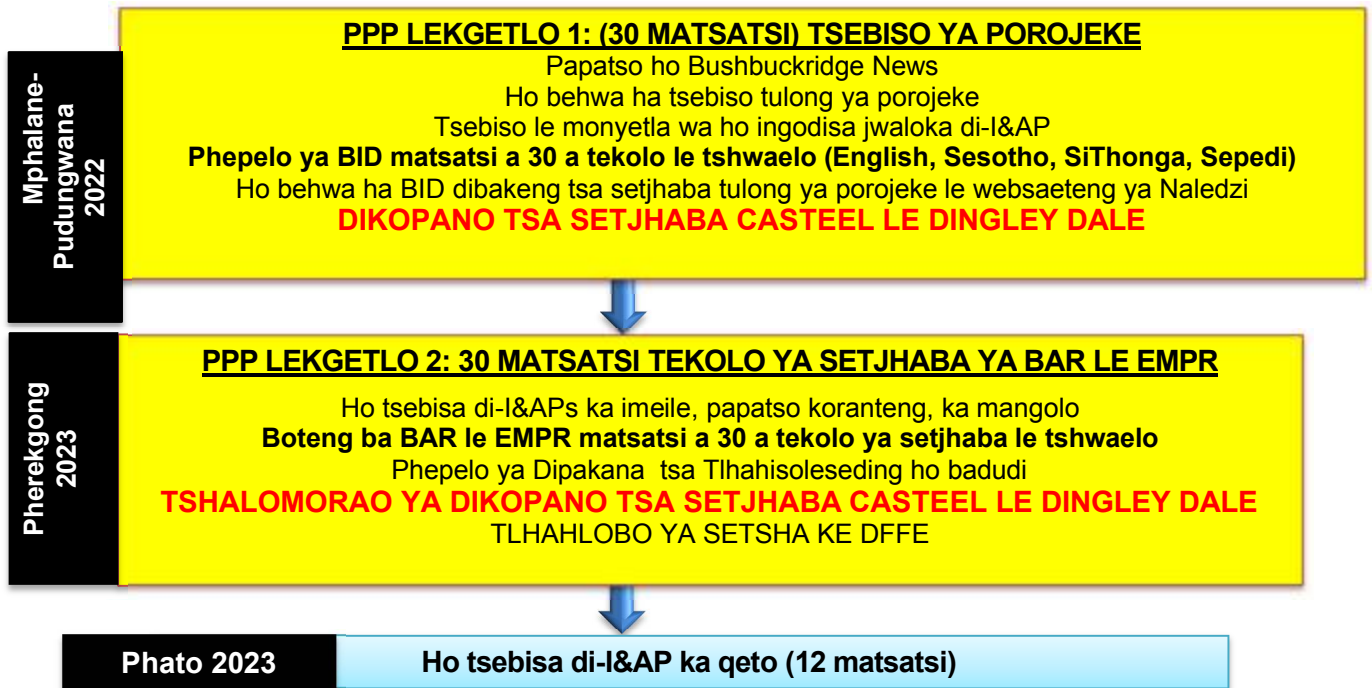 Mphalane-
Pudungwana
2022
PPP LEKGETLO 1: (30 MATSATSI) TSEBISO YA POROJEKE
Papatso ho Bushbuckridge News
Ho behwa ha tsebiso tulong ya porojeke
Tsebiso le monyetla wa ho ingodisa jwaloka di-I&AP
Phepelo ya BID matsatsi a 30 a tekolo le tshwaelo (English, Sesotho, SiThonga, Sepedi)
Ho behwa ha BID dibakeng tsa setjhaba tulong ya porojeke le websaeteng ya Naledzi
DIKOPANO TSA SETJHABA CASTEEL LE DINGLEY DALE
Pherekgong
2023
PPP LEKGETLO 2: 30 MATSATSI TEKOLO YA SETJHABA YA BAR LE EMPR
Ho tsebisa di-I&APs ka imeile, papatso koranteng, ka mangolo
Boteng ba BAR le EMPR matsatsi a 30 a tekolo ya setjhaba le tshwaelo
Phepelo ya Dipakana tsa Tlhahisoleseding ho badudi
TSHALOMORAO YA DIKOPANO TSA SETJHABA CASTEEL LE DINGLEY DALE
TLHAHLOBO YA SETSHA KE DFFE
Phato 2023
Ho tsebisa di-I&AP ka qeto (12 matsatsi)